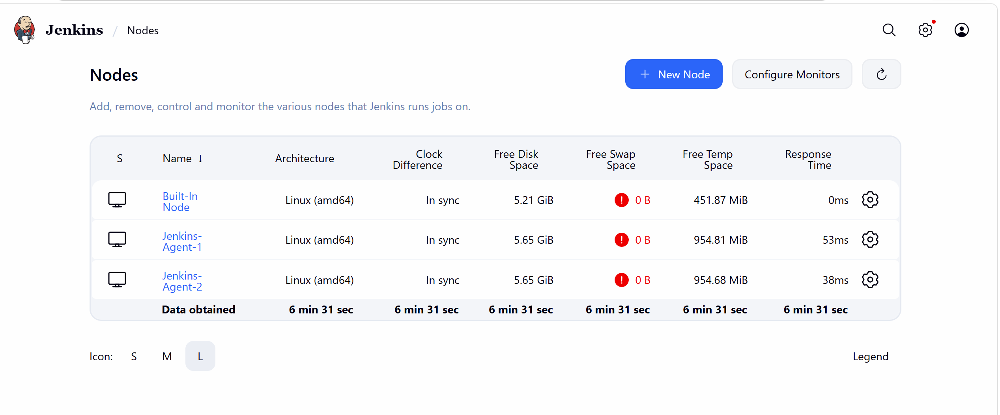 Jenkins / Nodes
Nodes
+ New Node
Configure Monitors
Add, remove, control and monitor the various nodes that Jenkins runs jobs on.
S Name ↓ Architecture Clock Difference Free Disk Space Free Swap Space Free Temp Space Response Time
Built-In Node Linux (amd64) In sync 5.21 GiB ! 0 B 451.87 MiB 0ms
Jenkins-Agent-1 Linux (amd64) In sync 5.65 GiB ! 0 B 954.81 MiB 53ms
Jenkins-Agent-2 Linux (amd64) In sync 5.65 GiB ! 0 B 954.68 MiB 38ms
Data obtained 6 min 31 sec 6 min 31 sec 6 min 31 sec 6 min 31 sec 6 min 31 sec 6 min 31 sec
Icon: S M L
Legend